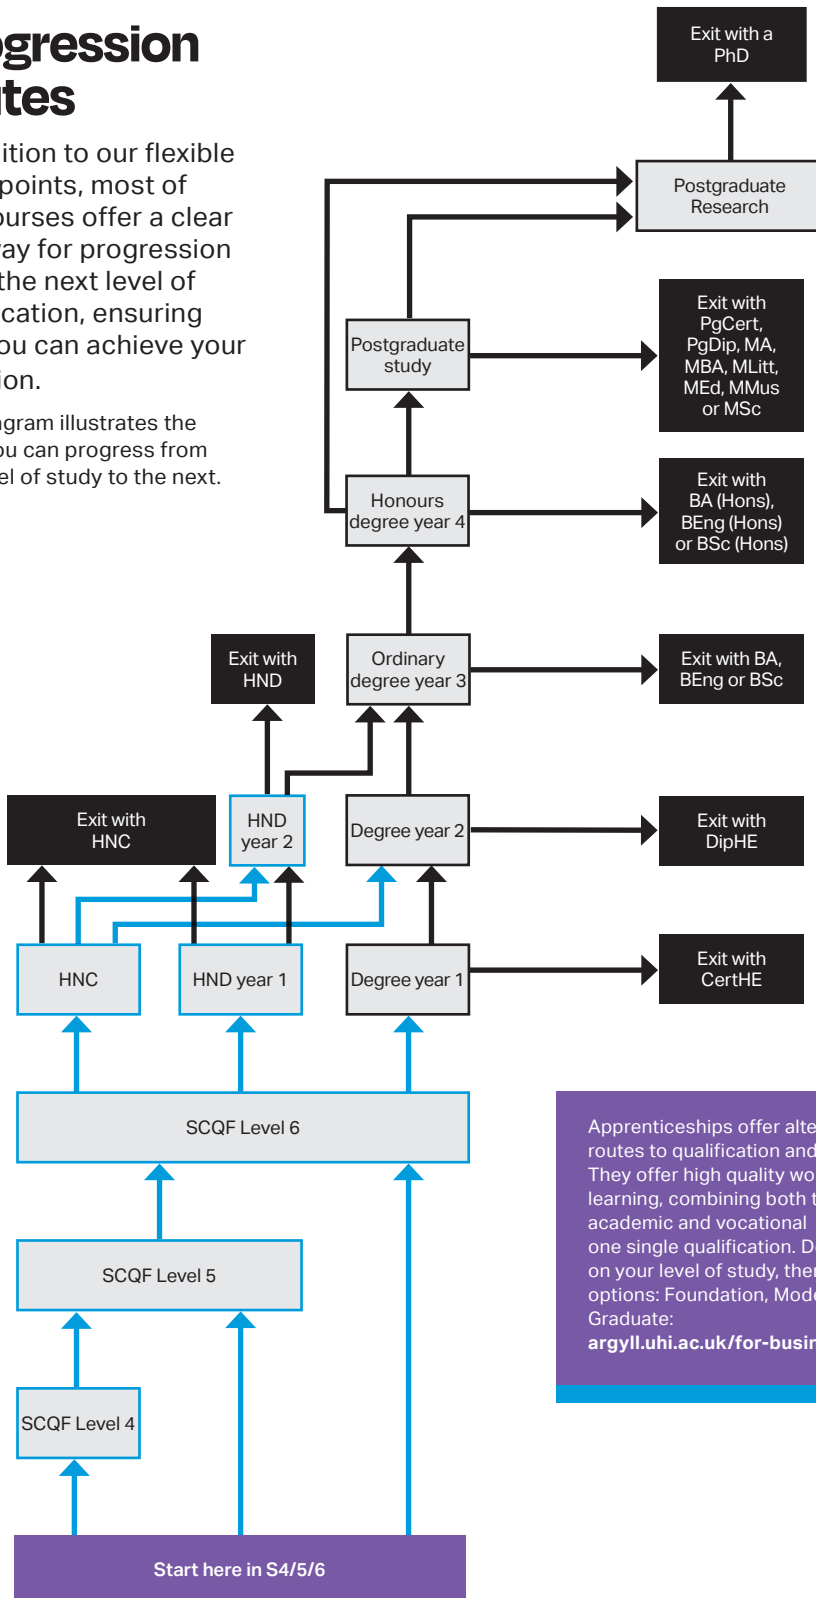 ogression
utes
ition to our flexible
points, most of
ourses offer a clear
vay for progression
the next level of
ication, ensuring
you can achieve your
ion.
agram illustrates the
ou can progress from
el of study to the next.
Exit with a
PhD
Postgraduate
Research
Postgraduate
study
Exit with
PgCert,
PgDip, MA,
MBA, MLitt,
MEd, MMus
or MSc
Honours
degree year 4
Exit with
BA (Hons),
BEng (Hons)
or BSc (Hons)
Exit with
HND
Ordinary
degree year 3
Exit with BA,
BEng or BSc
Exit with
HNC
HND
year 2
Degree year 2
Exit with
DipHE
HNC
HND year 1
Degree year 1
Exit with
CertHE
SCQF Level 6
SCQF Level 5
SCQF Level 4
Start here in S4/5/6
Apprenticeships offer alte
routes to qualification and
They offer high quality wo
learning, combining both t
academic and vocational
one single qualification. D
on your level of study, ther
options: Foundation, Mode
Graduate:
argyll.uhi.ac.uk/for-busin